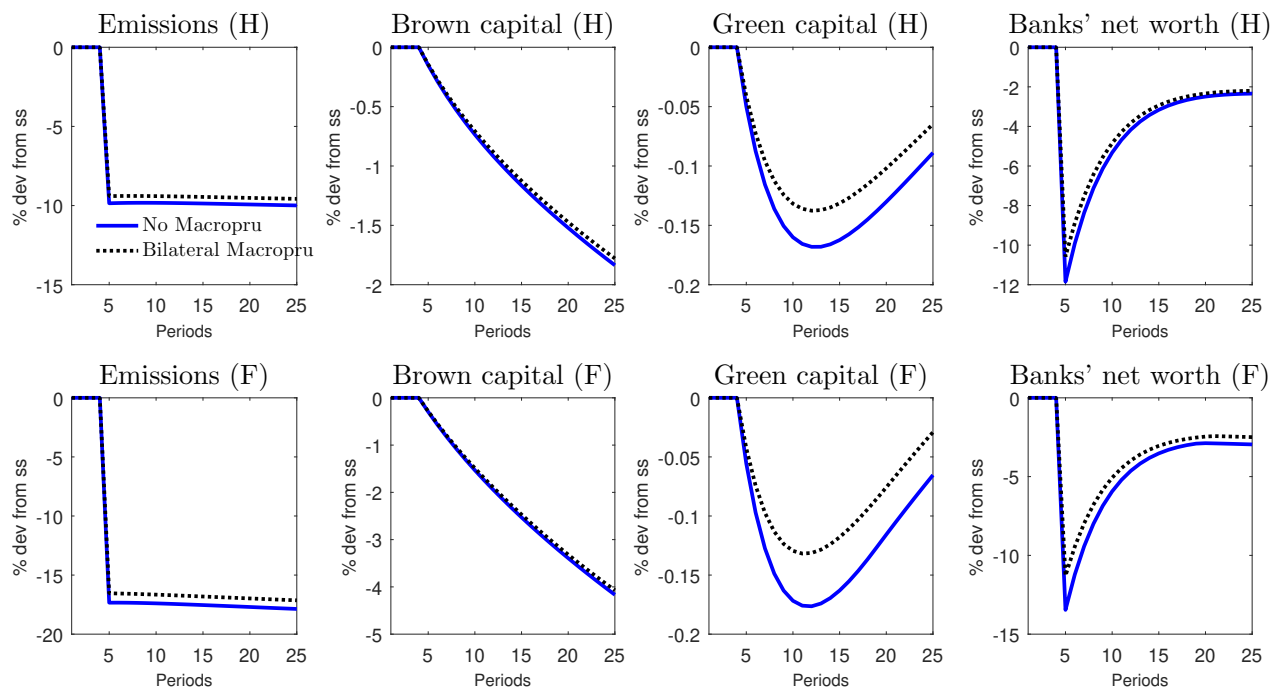 Emissions (H)
% dev from ss
0
-5
-10
-15
No Macropru
Bilateral Macropru
5 10 15 20 25
Periods
Brown capital (H)
% dev from ss
0
-0.5
-1
-1.5
-2
5 10 15 20 25
Periods
Green capital (H)
% dev from ss
0
-0.05
-0.1
-0.15
-0.2
5 10 15 20 25
Periods
Banks' net worth (H)
% dev from ss
0
-2
-4
-6
-8
-10
-12
5 10 15 20 25
Periods
Emissions (F)
% dev from ss
0
-5
-10
-15
-20
5 10 15 20 25
Periods
Brown capital (F)
% dev from ss
0
-1
-2
-3
-4
-5
5 10 15 20 25
Periods
Green capital (F)
% dev from ss
0
-0.05
-0.1
-0.15
-0.2
5 10 15 20 25
Periods
Banks' net worth (F)
% dev from ss
0
-5
-10
-15
5 10 15 20 25
Periods